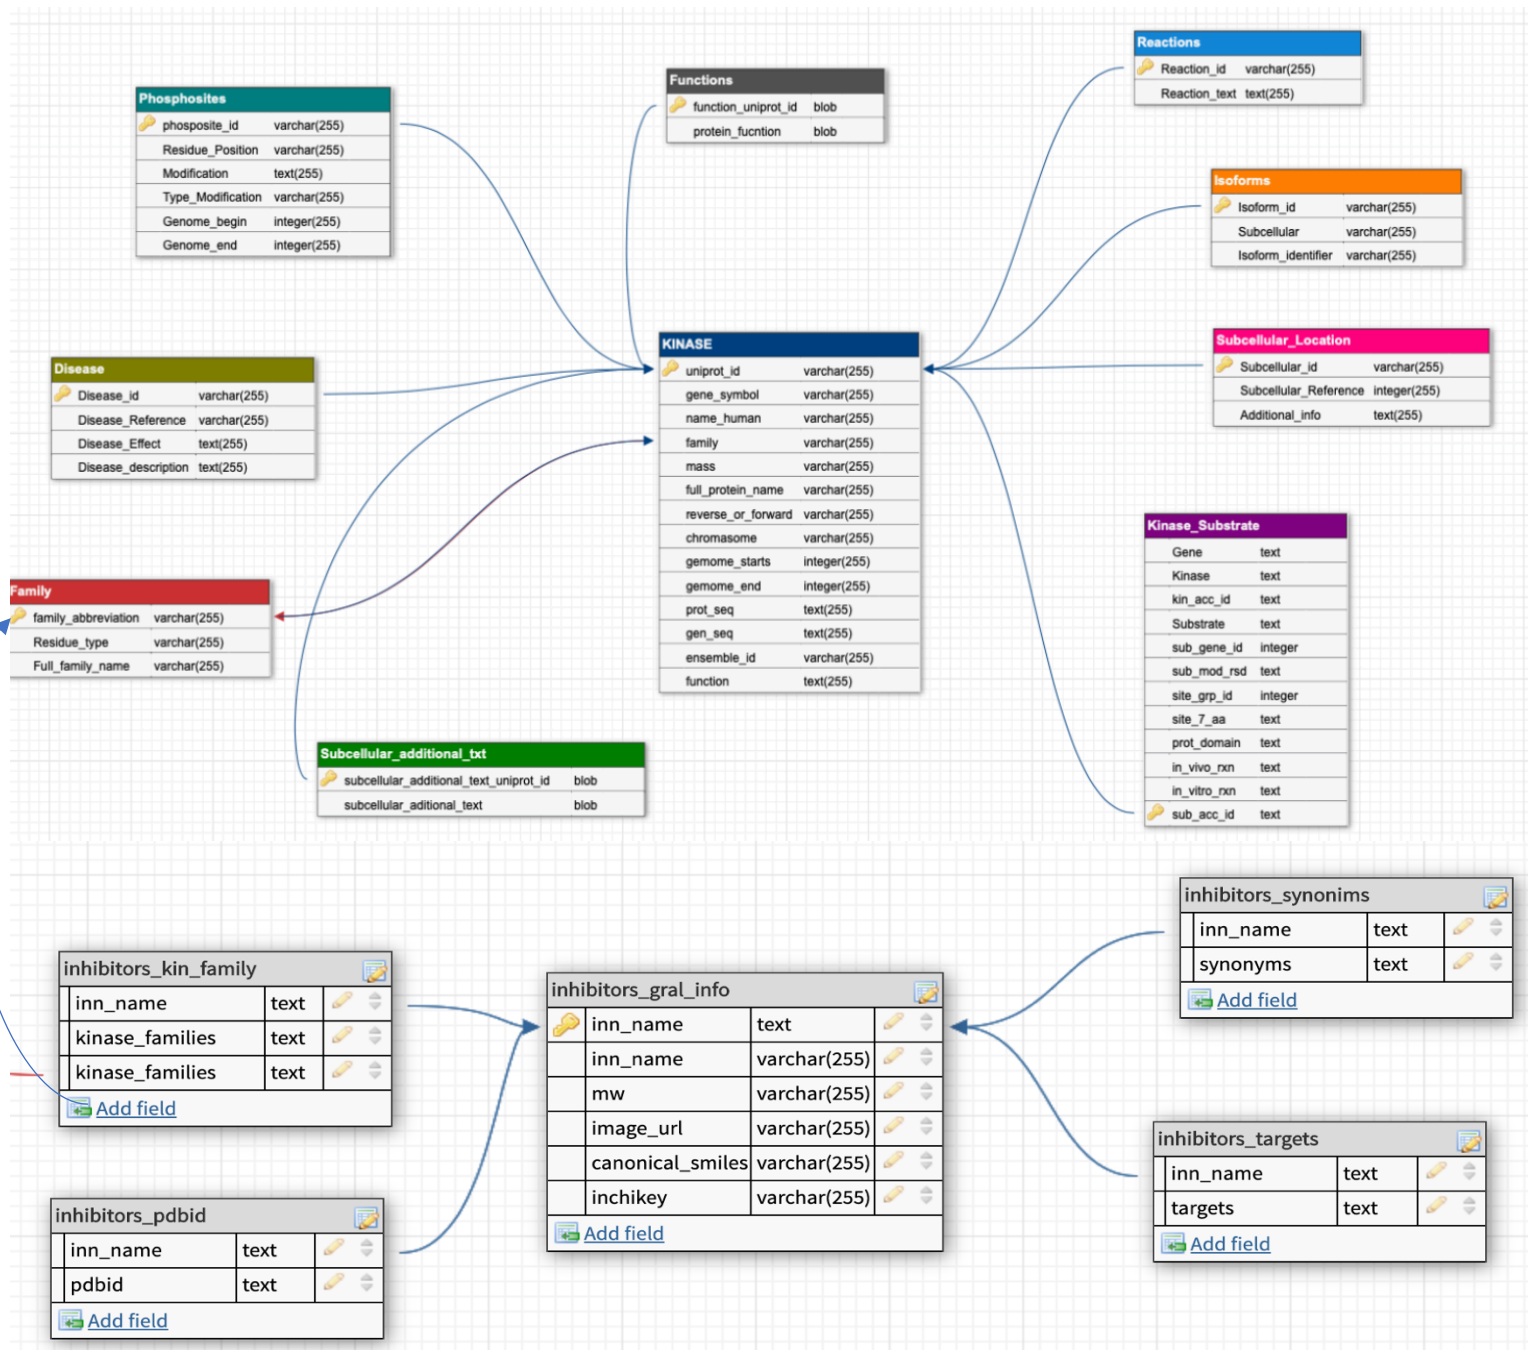 Phosphosites
phosposite_id varchar(255)
Residue_Position varchar(255)
Modification text(255)
Type_Modification varchar(255)
Genome_begin integer(255)
Genome_end integer(255)
Functions
function_uniprot_id blob
protein_fucntion blob
Reactions
Reaction_id varchar(255)
Reaction_text text(255)
Isoforms
Isoform_id varchar(255)
Subcellular varchar(255)
Isoform_identifier varchar(255)
Disease
Disease_id varchar(255)
Disease_Reference varchar(255)
Disease_Effect text(255)
Disease_description text(255)
KINASE
uniprot_id varchar(255)
gene_symbol varchar(255)
name_human varchar(255)
family varchar(255)
mass varchar(255)
full_protein_name varchar(255)
reverse_or_forward varchar(255)
chromasome varchar(255)
gemome_starts integer(255)
gemome_end integer(255)
prot_seq text(255)
gen_seq text(255)
ensemble_id varchar(255)
function text(255)
Subcellular_Location
Subcellular_id varchar(255)
Subcellular_Reference integer(255)
Additional_info text(255)
Family
family_abbreviation varchar(255)
Residue_type varchar(255)
Full_family_name varchar(255)
Kinase_Substrate
Gene text
Kinase text
kin_acc_id text
Substrate text
sub_gene_id integer
sub_mod_rsd text
site_grp_id integer
site_7_aa text
prot_domain text
in_vivo_rxn text
in_vitro_rxn text
sub_acc_id text
Subcellular_additional_txt
subcellular_additional_text_uniprot_id blob
subcellular_aditional_text blob
inhibitors_kin_family
inn_name text
kinase_families text
kinase_families text
Add field
inhibitors_pdbid
inn_name text
pdbid text
Add field
inhibitors_gral_info
inn_name text
inn_name varchar(255)
mw varchar(255)
image_url varchar(255)
canonical_smiles varchar(255)
inchikey varchar(255)
Add field
inhibitors_synonims
inn_name text
synonyms text
Add field
inhibitors_targets
inn_name text
targets text
Add field